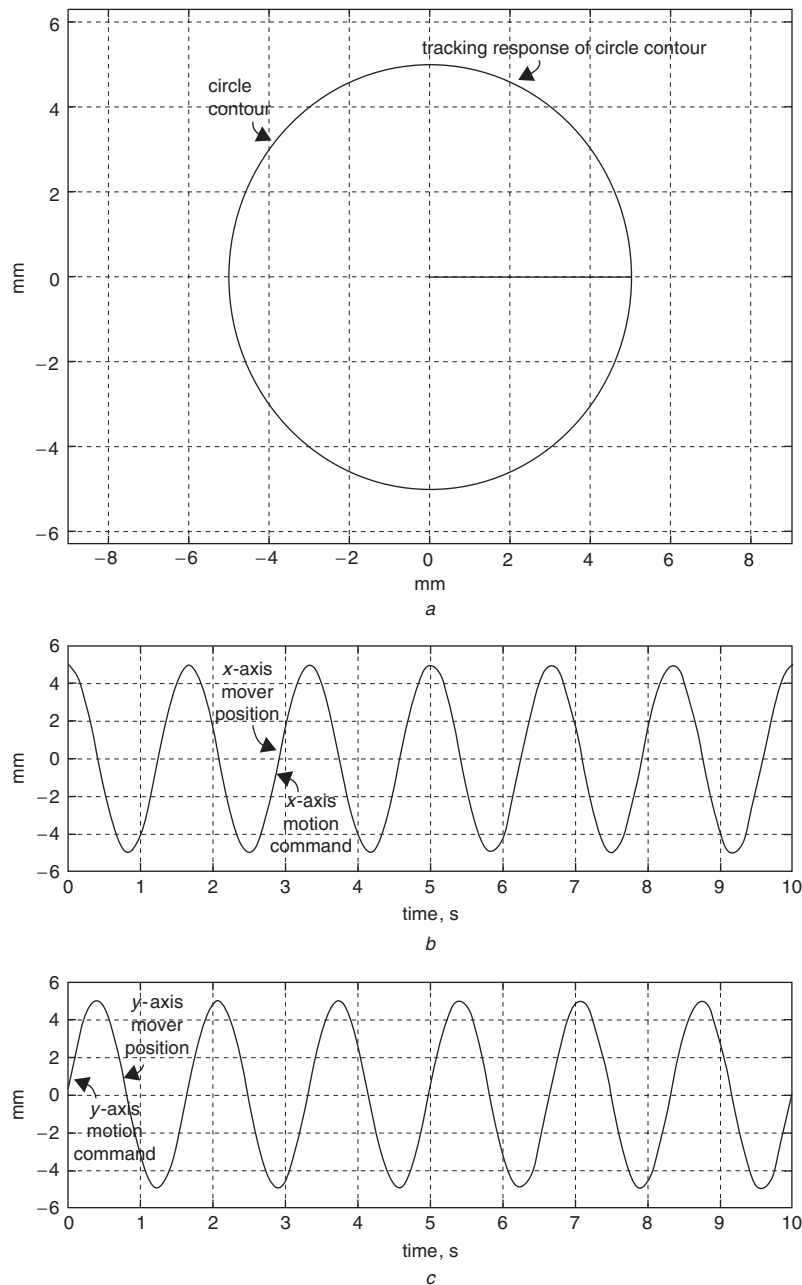 6
tracking response of circle contour
circle
contour
4
2
0
mm
−2
−4
−6
−8 −6 −4 −2 0 2 4 6 8
mm
a
6
x-axis
mover
position
4
2
0
mm
−2
x-axis
motion
command
−4
−6
0 1 2 3 4 5 6 7 8 9 10
time, s
b
6
y-axis
mover
position
4
2
0
mm
y-axis
motion
command
−2
−4
−6
0 1 2 3 4 5 6 7 8 9 10
time, s
c